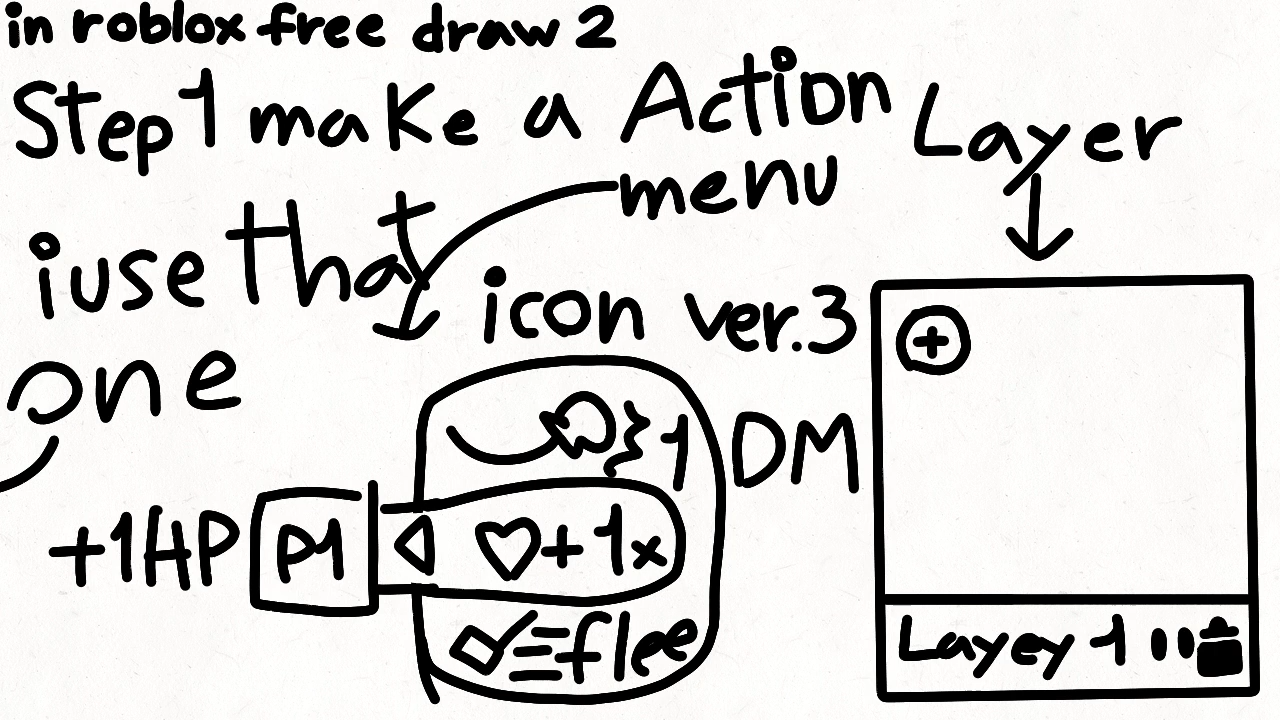 in roblox free draw 2
Step 1 make a Action
menu
Layer
i use that
one
icon ver.3
1 DM
+1HP
P1
+1x
flee
Layey 1